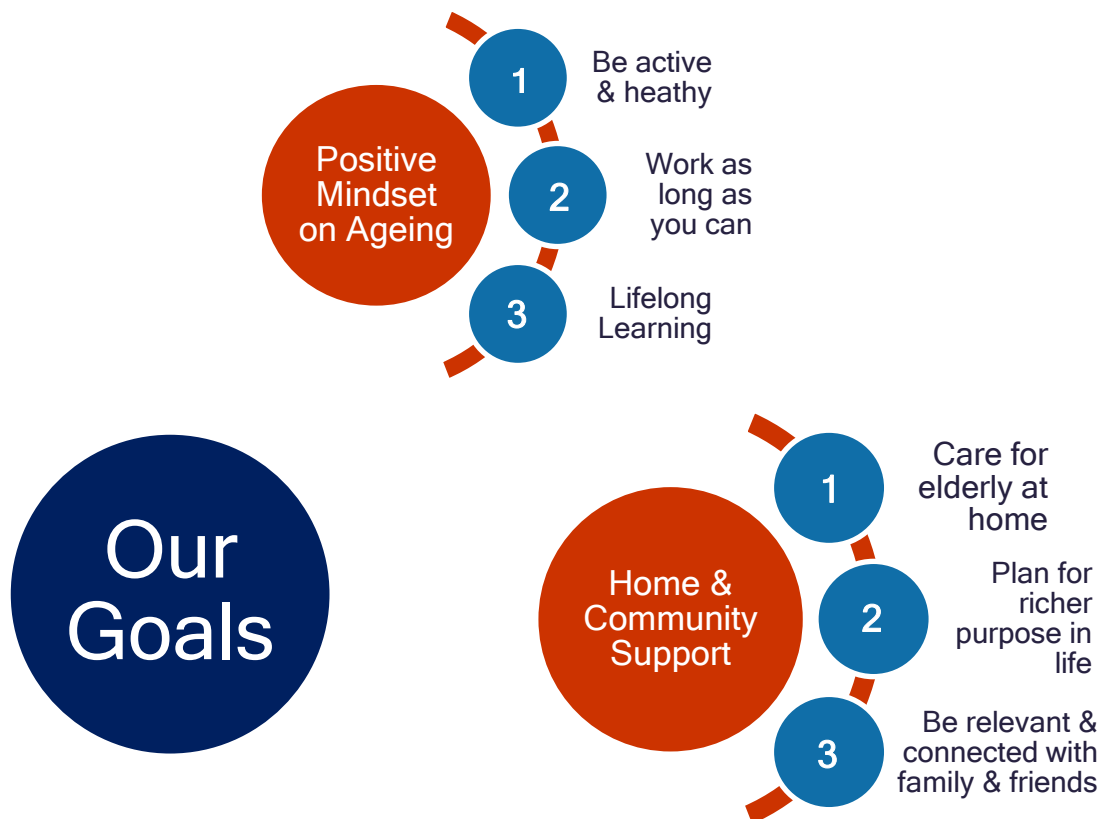 Positive
Mindset
on Ageing
1
Be active
& heathy
2
Work as
long as
you can
3
Lifelong
Learning
Our
Goals
Home &
Community
Support
1
Care for
elderly at
home
2
Plan for
richer
purpose in
life
3
Be relevant &
connected with
family & friends